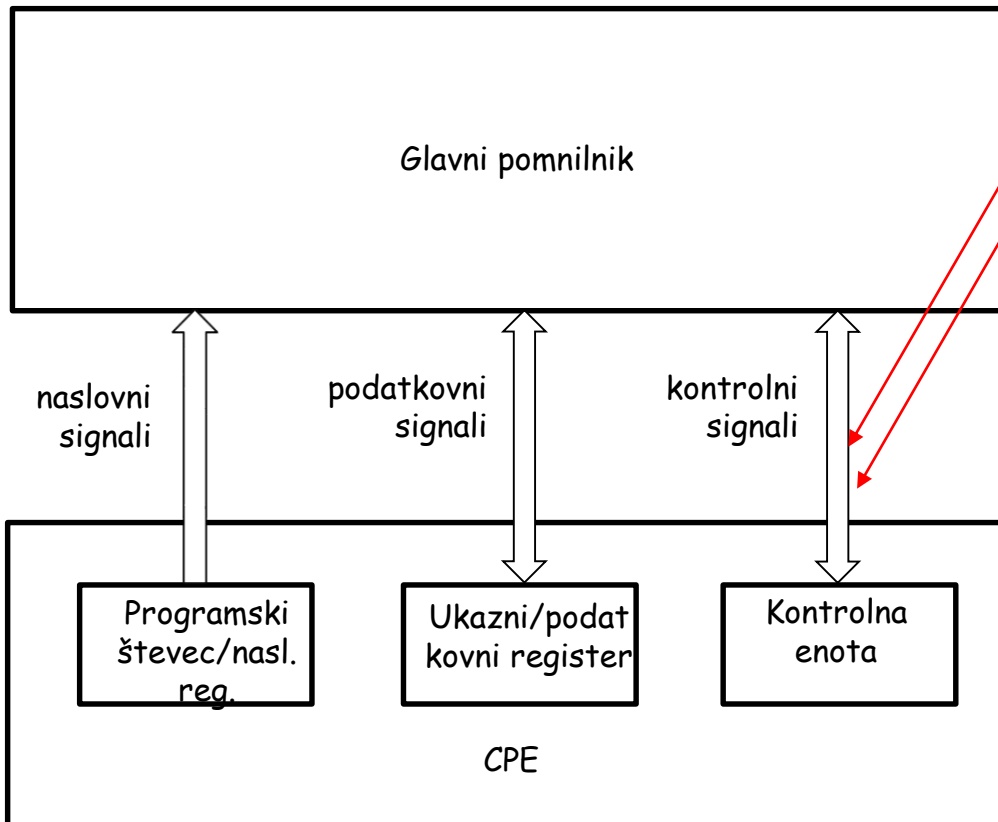 Glavni pomnilnik
naslovni
signali
podatkovni
signali
kontrolni
signali
Programski
števec/nasl.
reg.
Ukazni/podat
kovni register
Kontrolna
enota
CPE